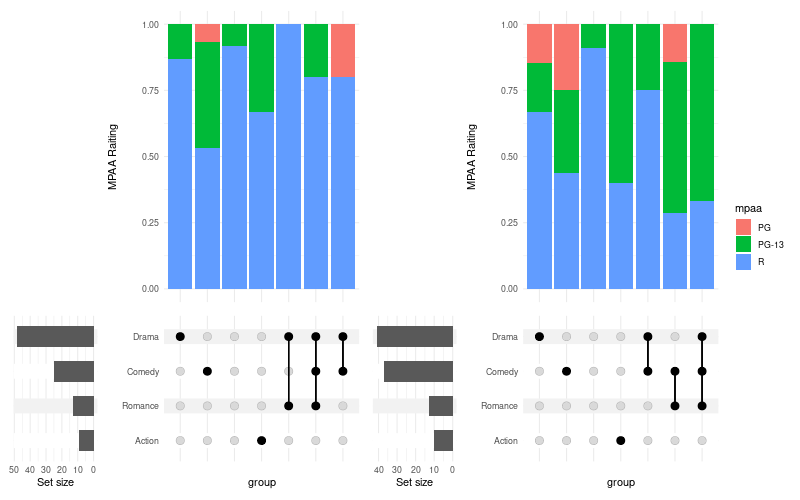 1.00
0.75
0.50
0.25
0.00
MPAA Raiting
1.00
0.75
0.50
0.25
0.00
MPAA Raiting
mpaa
PG
PG-13
R
Drama
Comedy
Romance
Action
50 40 30 20 10 0
Set size
group
Drama
Comedy
Romance
Action
40 30 20 10 0
Set size
group